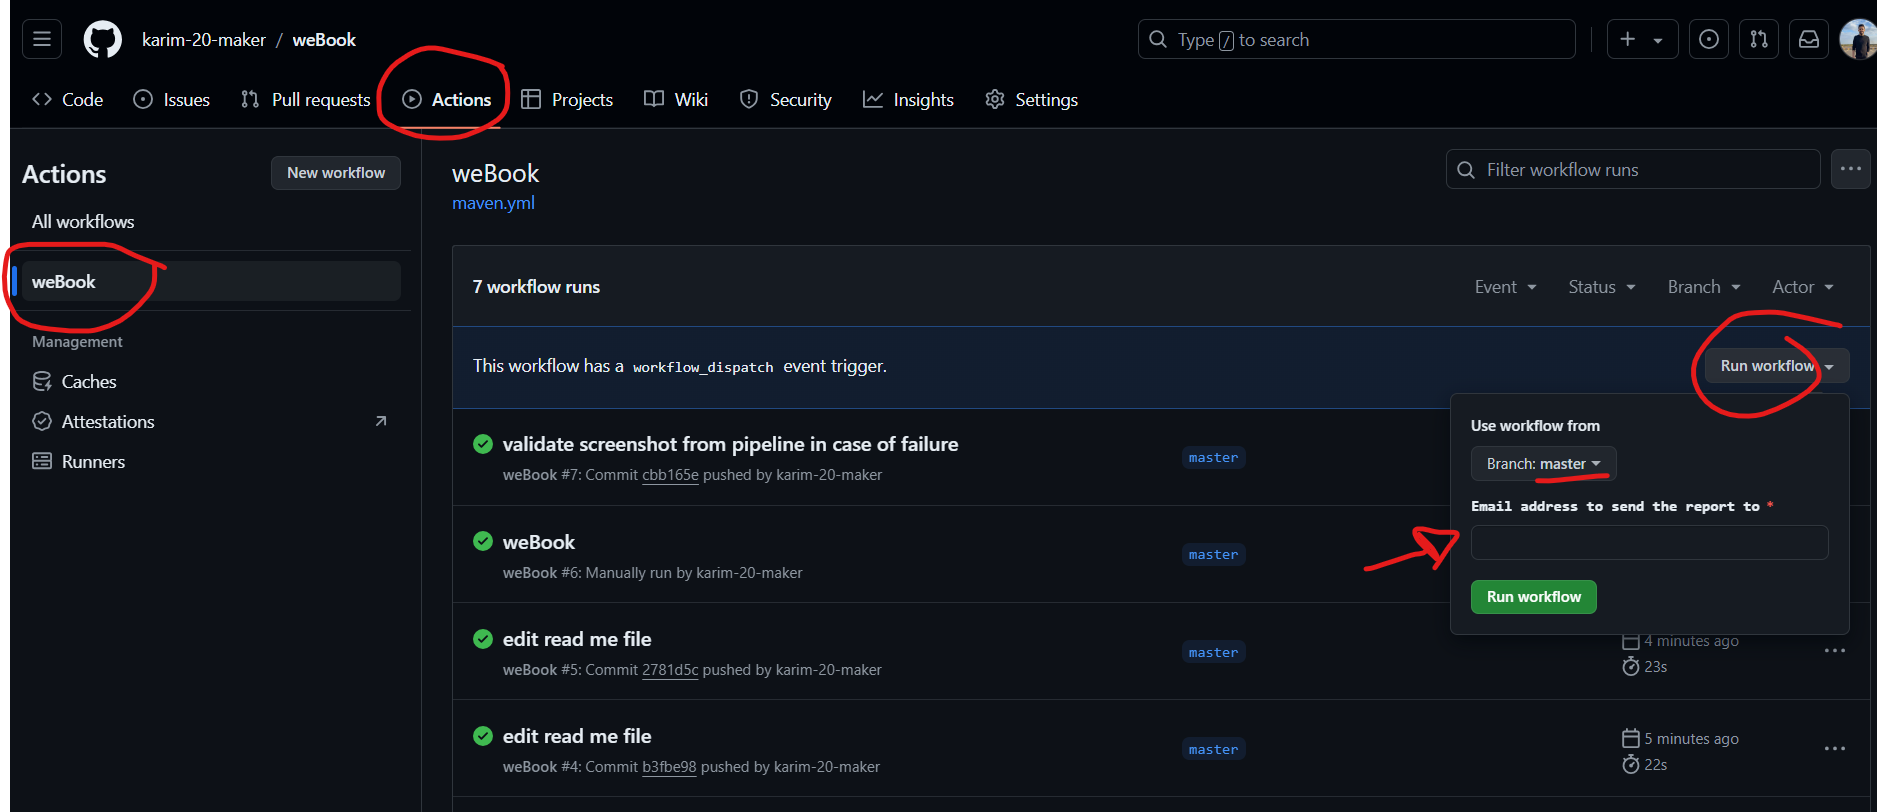 karim-20-maker / weBook
Type / to search
Code Issues Pull requests Actions Projects Wiki Security Insights Settings
Actions
New workflow
All workflows
weBook
Management
Caches
Attestations
Runners
weBook
maven.yml
Filter workflow runs
7 workflow runs
Event Status Branch Actor
This workflow has a workflow_dispatch event trigger.
Run workflow
Use workflow from
Branch: master
Email address to send the report to *
Run workflow
validate screenshot from pipeline in case of failure
master
weBook #7: Commit cbb165e pushed by karim-20-maker
weBook
master
weBook #6: Manually run by karim-20-maker
edit read me file
master
4 minutes ago
weBook #5: Commit 2781d5c pushed by karim-20-maker
23s
edit read me file
master
5 minutes ago
weBook #4: Commit b3fbe98 pushed by karim-20-maker
22s